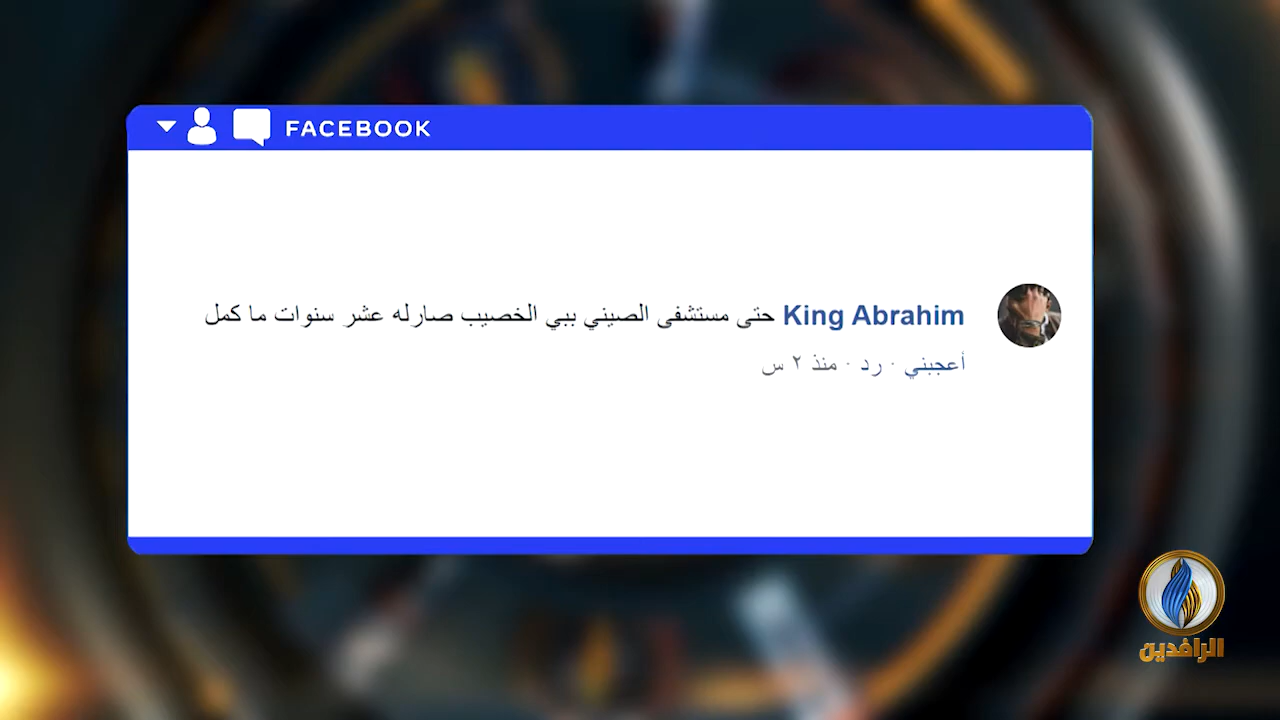 FACEBOOK
King Abrahim حتى مستشفى الصيني ببي الخصيب صارله عشر سنوات ما كمل
أعجبني · رد · منذ ٢ س
الرافدين